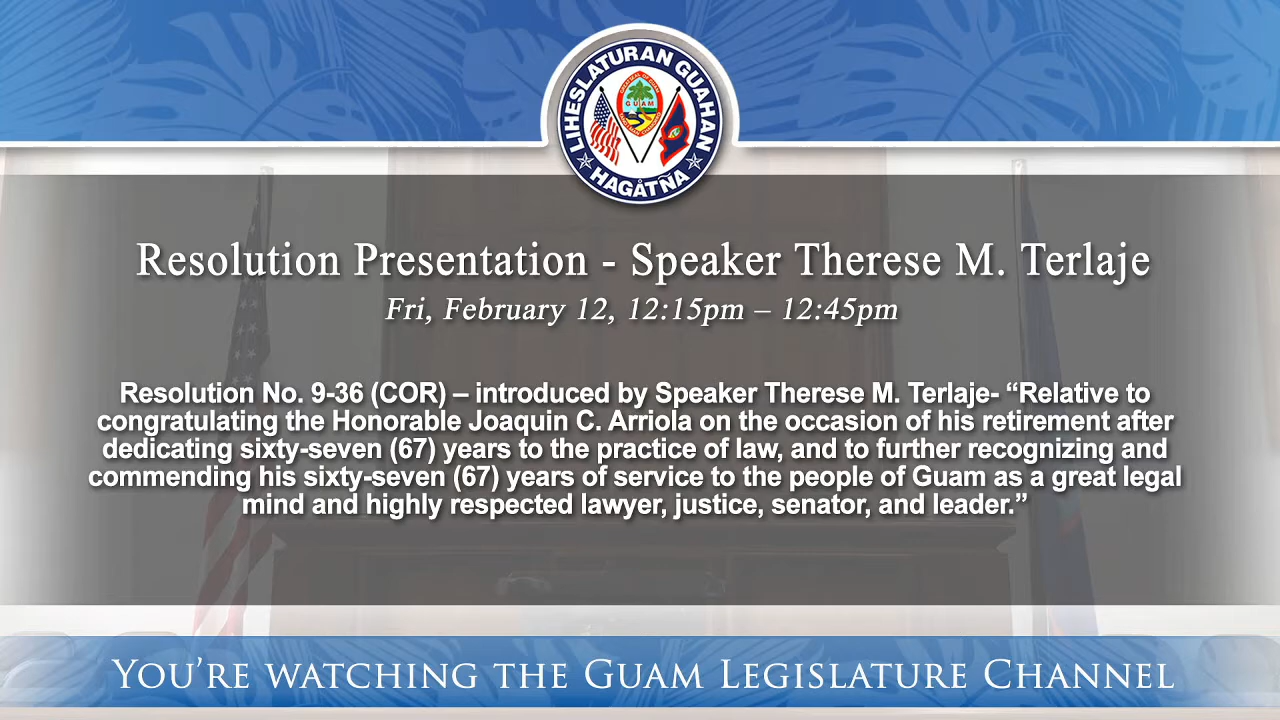 LIHESLATURAN GUAHAN
GUAM
HAGÅTÑA
Resolution Presentation - Speaker Therese M. Terlaje
Fri, February 12, 12:15pm – 12:45pm
Resolution No. 9-36 (COR) – introduced by Speaker Therese M. Terlaje- “Relative to
congratulating the Honorable Joaquin C. Arriola on the occasion of his retirement after
dedicating sixty-seven (67) years to the practice of law, and to further recognizing and
commending his sixty-seven (67) years of service to the people of Guam as a great legal
mind and highly respected lawyer, justice, senator, and leader.”
You’re watching the Guam Legislature Channel